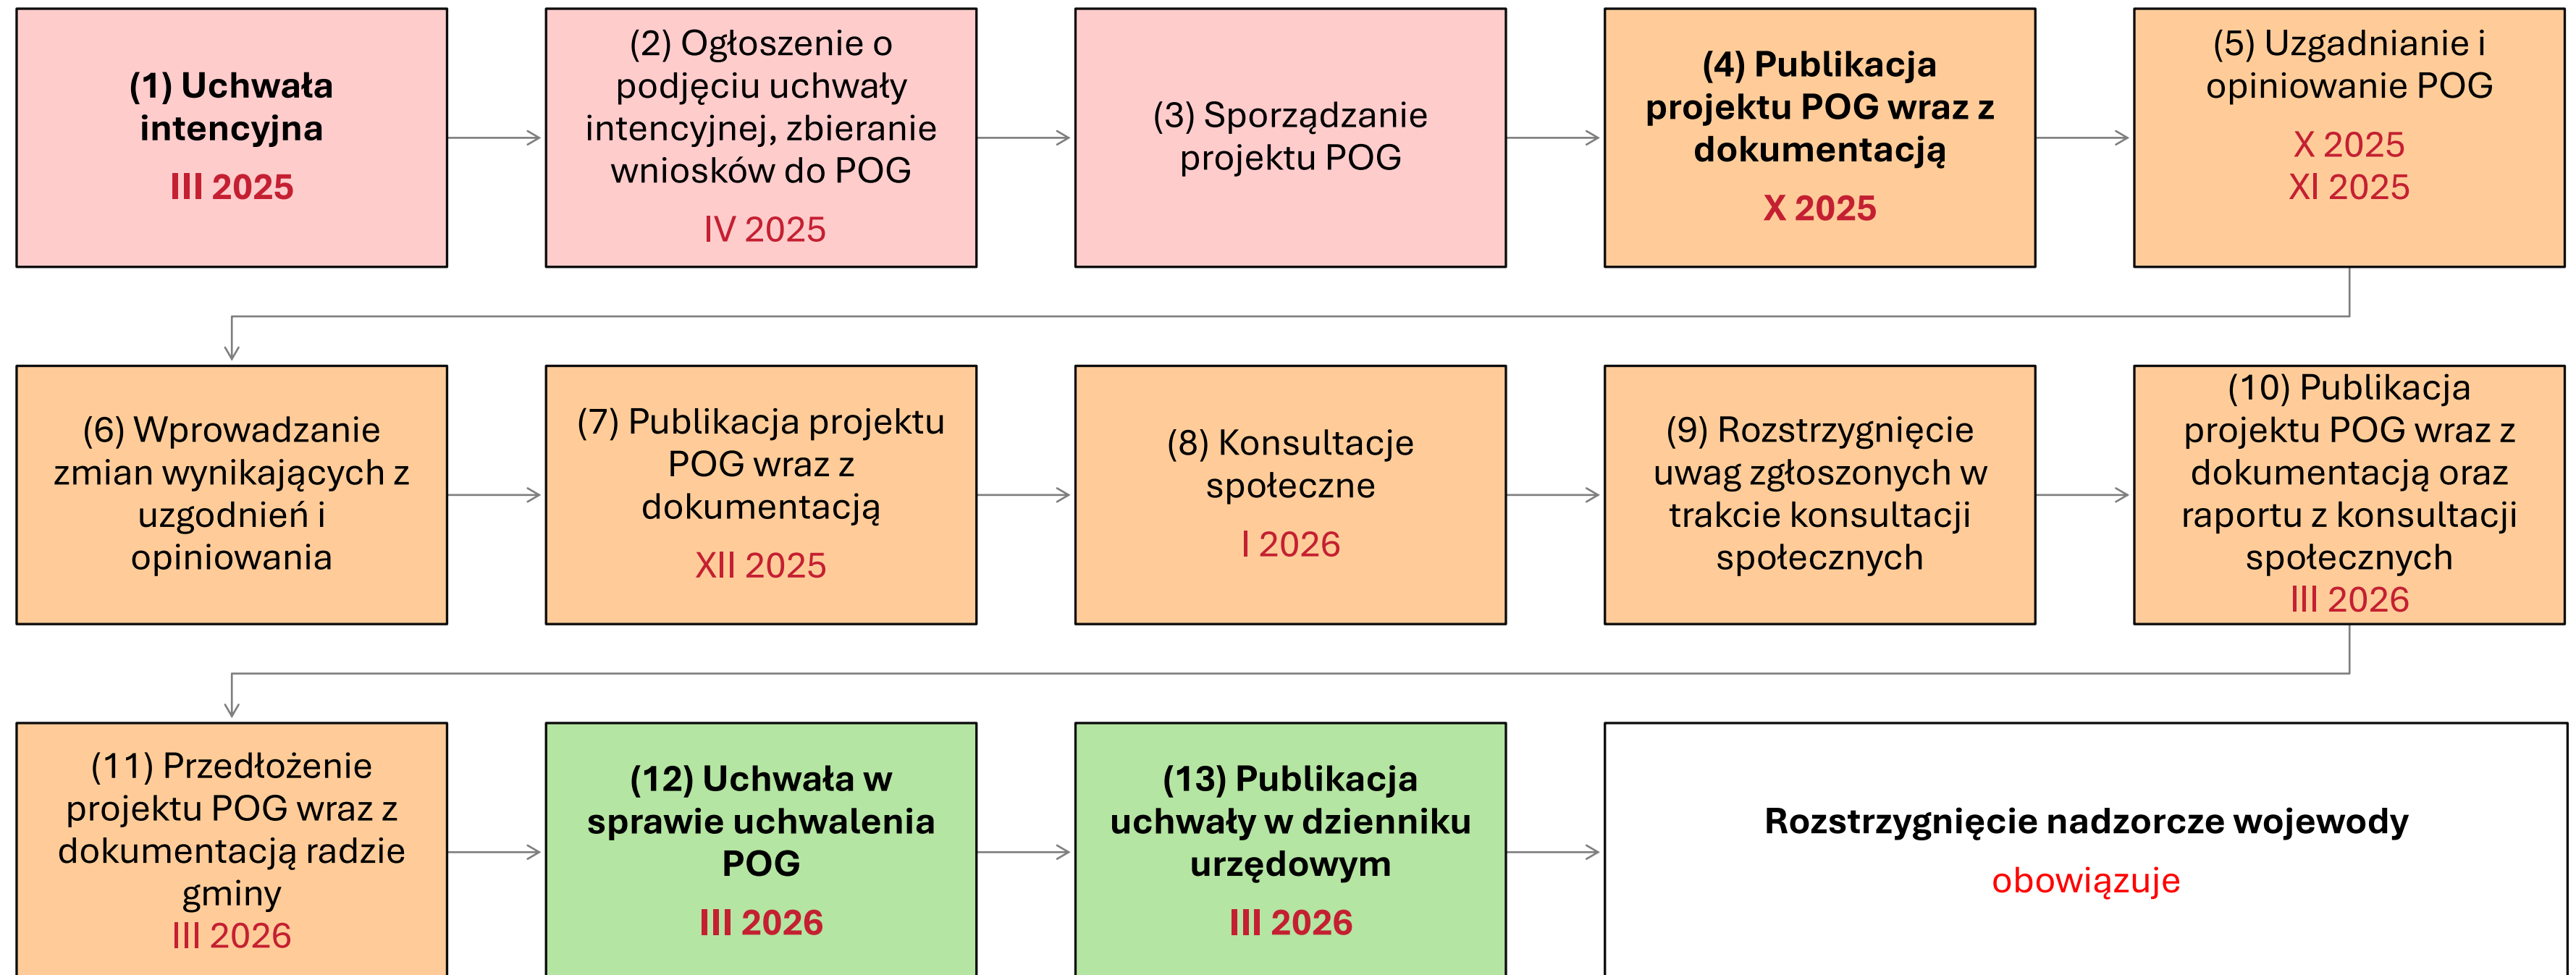 (1) Uchwała
intencyjna
III 2025
(2) Ogłoszenie o
podjęciu uchwały
intencyjnej, zbieranie
wniosków do POG
IV 2025
(3) Sporządzanie
projektu POG
(4) Publikacja
projektu POG wraz z
dokumentacją
X 2025
(5) Uzgadnianie i
opiniowanie POG
X 2025
XI 2025
(6) Wprowadzanie
zmian wynikających z
uzgodnień i
opiniowania
(7) Publikacja projektu
POG wraz z
dokumentacją
XII 2025
(8) Konsultacje
społeczne
I 2026
(9) Rozstrzygnięcie
uwag zgłoszonych w
trakcie konsultacji
społecznych
(10) Publikacja
projektu POG wraz z
dokumentacją oraz
raportu z konsultacji
społecznych
III 2026
(11) Przedłożenie
projektu POG wraz z
dokumentacją radzie
gminy
III 2026
(12) Uchwała w
sprawie uchwalenia
POG
III 2026
(13) Publikacja
uchwały w dzienniku
urzędowym
III 2026
Rozstrzygnięcie nadzorcze wojewody
obowiązuje